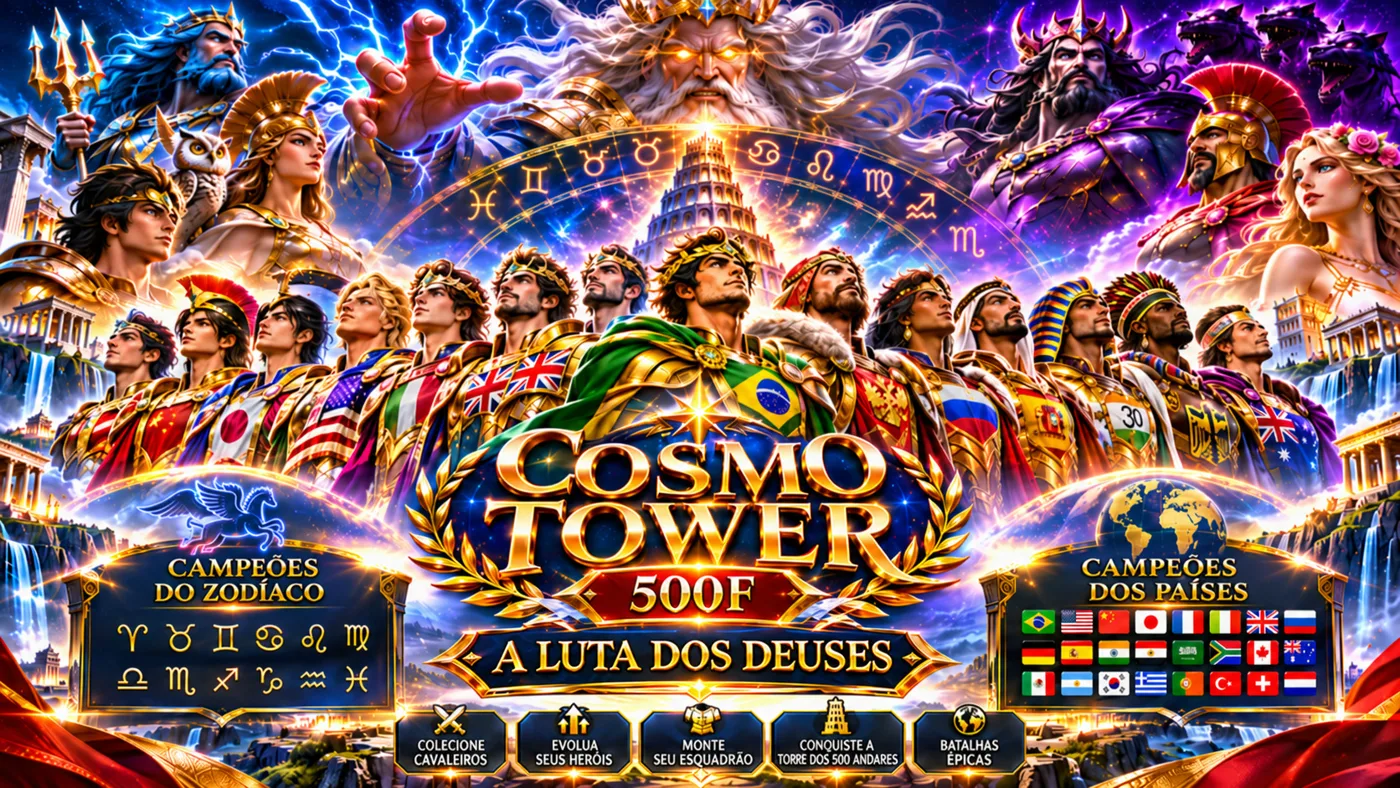 30
COSMO
TOWER
500F
A LUTA DOS DEUSES
CAMPEÕES
DO ZODÍACO
♈ ♉ ♊ ♋ ♌ ♍
♎ ♏ ♐ ♑ ♒ ♓
CAMPEÕES
DOS PAÍSES
COLECIONE
CAVALEIROS
EVOLUA
SEUS HERÓIS
MONTE
SEU ESQUADRÃO
CONQUISTE A
TORRE DOS 500 ANDARES
BATALHAS
ÉPICAS